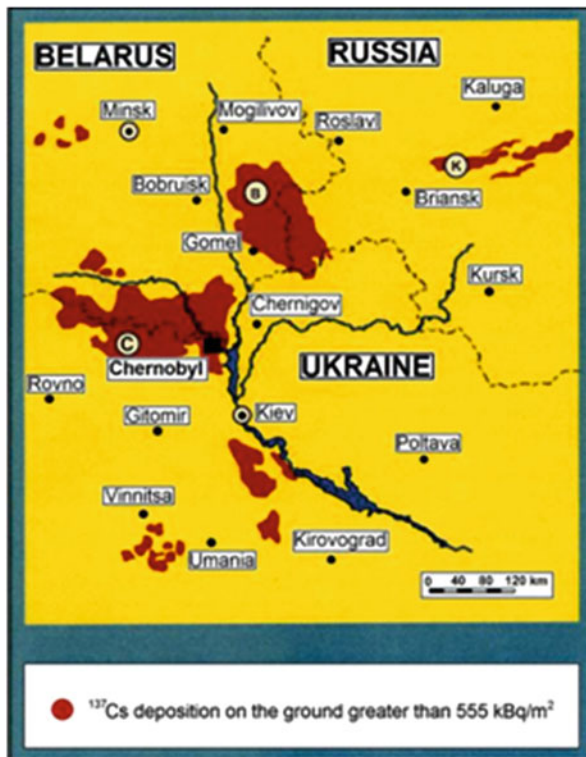 BELARUS
RUSSIA
Kaluga
Minsk
Mogilivov
Roslavl
K
B
Bobruisk
Briansk
Gomel
Kursk
Chernigov
C
Chernobyl
UKRAINE
Rovno
Gitomir
Kiev
Poltava
Vinnitsa
Umania
Kirovograd
0 40 80 120 km
¹³⁷Cs deposition on the ground greater than 555 kBq/m²